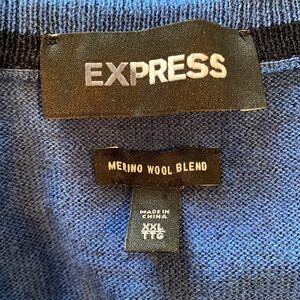 EXPRESS
MERINO WOOL BLEND
MADE IN
CHINA
XXL
TTG